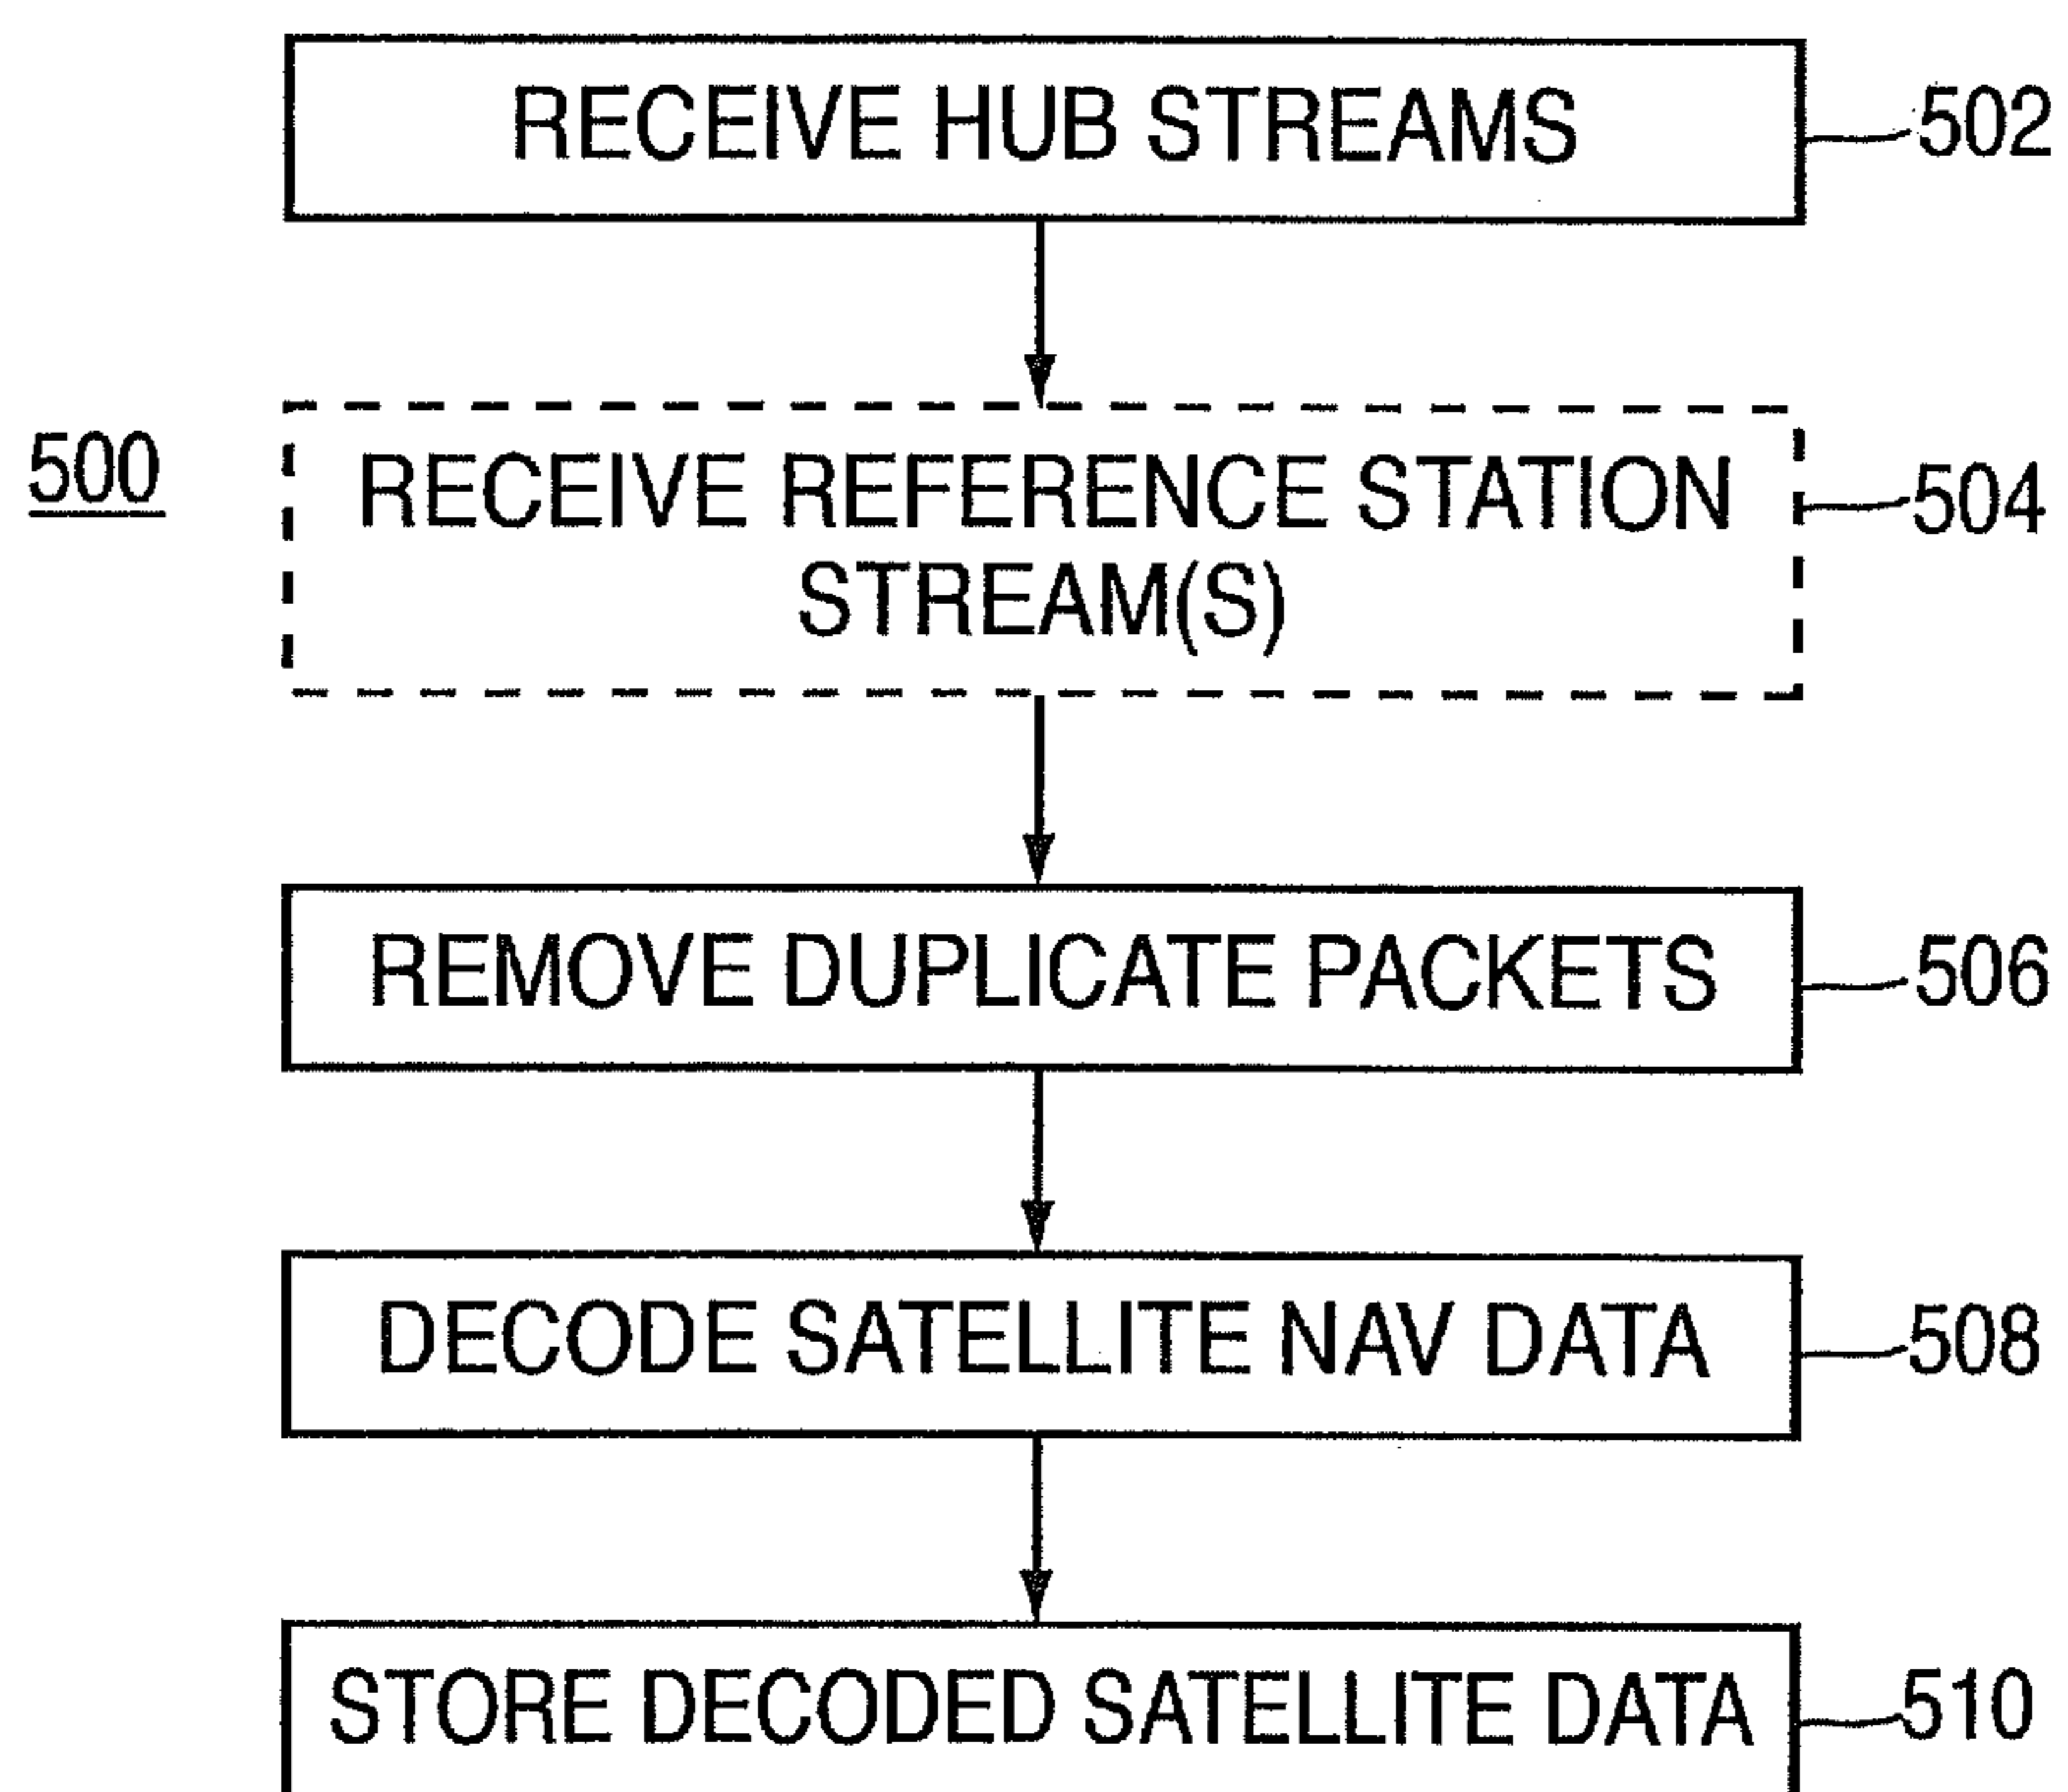 RECEIVE HUB STREAMS
502
500
RECEIVE REFERENCE STATION
STREAM(S)
504
REMOVE DUPLICATE PACKETS
506
DECODE SATELLITE NAV DATA
508
STORE DECODED SATELLITE DATA
510